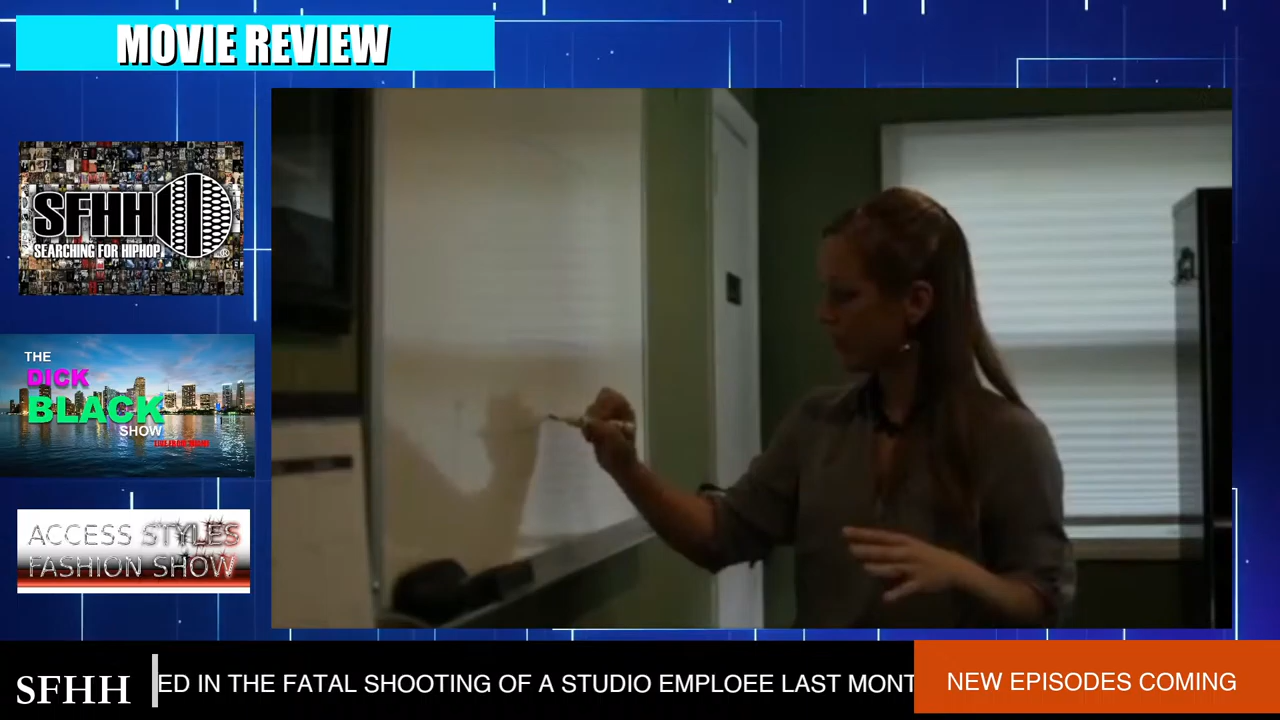 MOVIE REVIEW
SFHH
SEARCHING FOR HIPHOP
®
THE
DICK
BLACK
SHOW
ACCESS STYLES
FASHION SHOW
SFHH
ED IN THE FATAL SHOOTING OF A STUDIO EMPLOEE LAST MONT
NEW EPISODES COMING